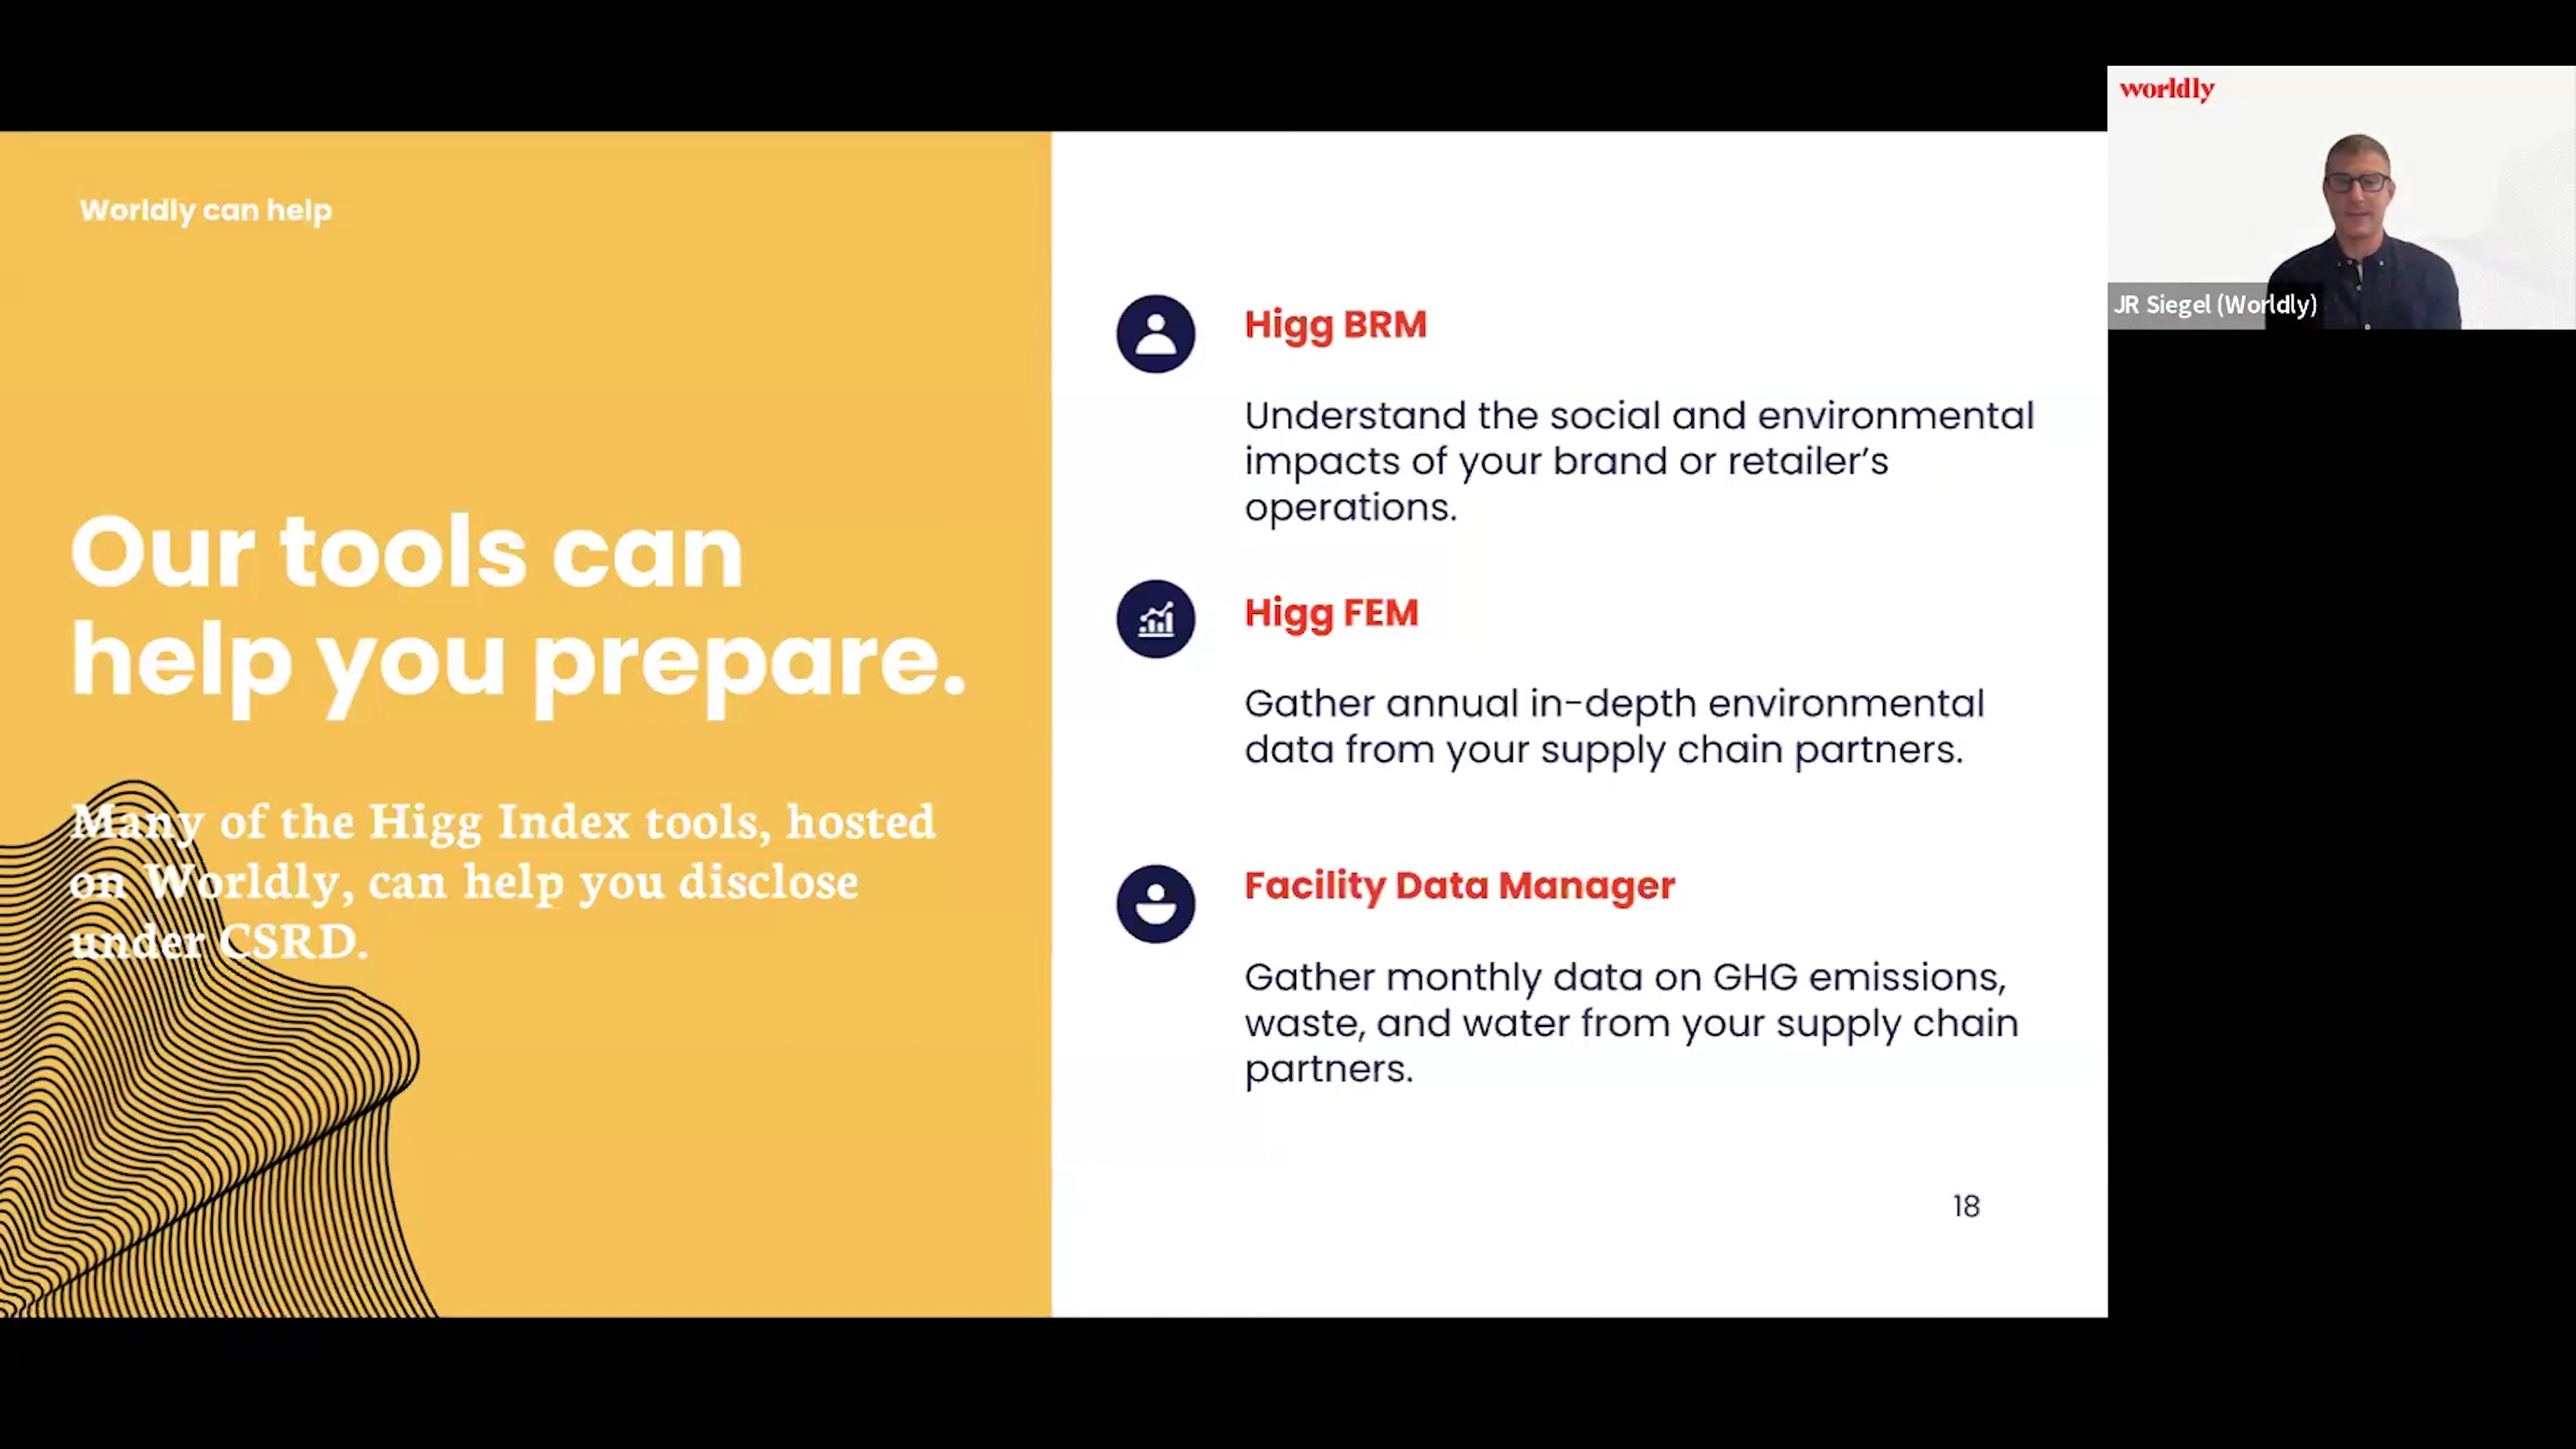 worldly
JR Siegel (Worldly)
Worldly can help
Our tools can
help you prepare.
Many of the Higg Index tools, hosted
on Worldly, can help you disclose
under CSRD.
Higg BRM
Understand the social and environmental
impacts of your brand or retailer’s
operations.
Higg FEM
Gather annual in-depth environmental
data from your supply chain partners.
Facility Data Manager
Gather monthly data on GHG emissions,
waste, and water from your supply chain
partners.
18